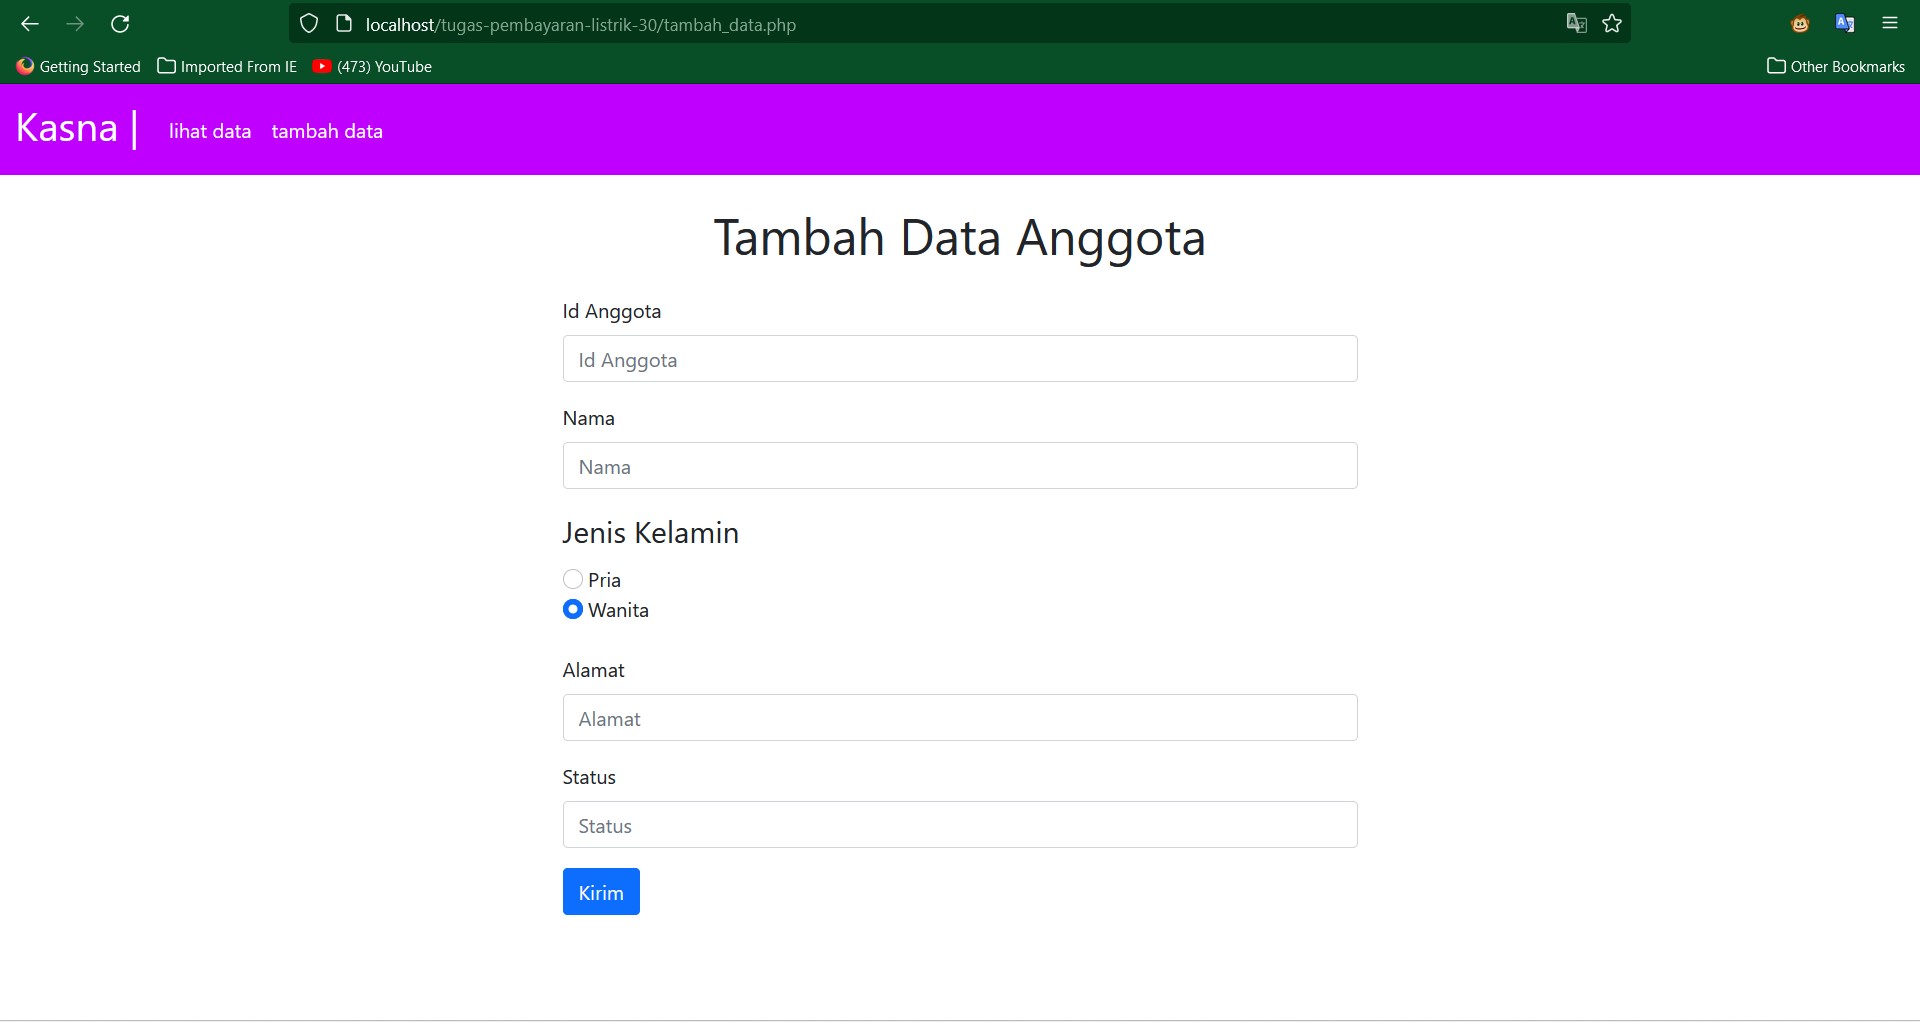 localhost/tugas-pembayaran-listrik-30/tambah_data.php
Getting Started Imported From IE (473) YouTube Other Bookmarks
Kasna | lihat data tambah data
Tambah Data Anggota
Id Anggota
Id Anggota
Nama
Nama
Jenis Kelamin
Pria
Wanita
Alamat
Alamat
Status
Status
Kirim